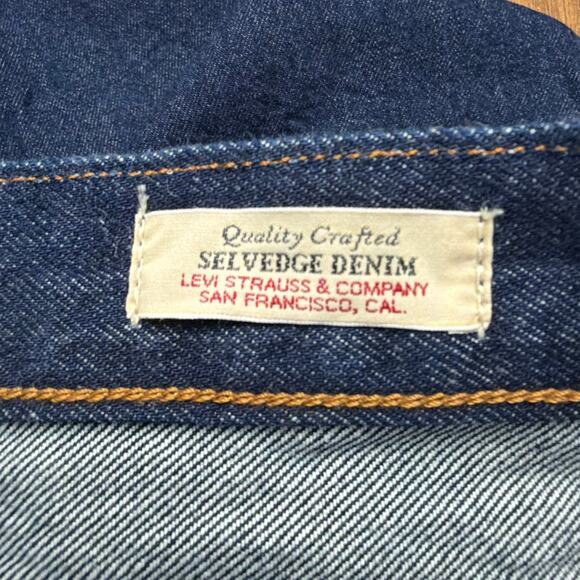 Quality Crafted
SELVEDGE DENIM
LEVI STRAUSS & COMPANY
SAN FRANCISCO, CAL.